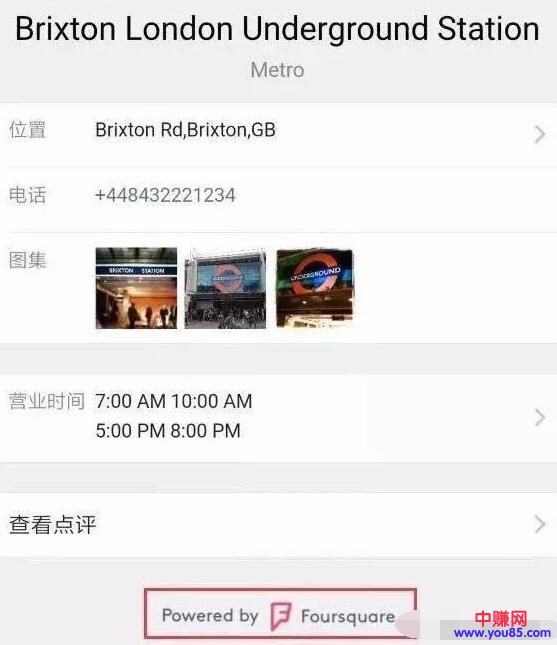 Brixton London Underground Station
Metro
位置 Brixton Rd,Brixton,GB
电话 +448432221234
图集
BRIXTON STATION
UNDERGROUND
营业时间 7:00 AM 10:00 AM
5:00 PM 8:00 PM
查看点评
Powered by Foursquare
中赚网
www.you85.com